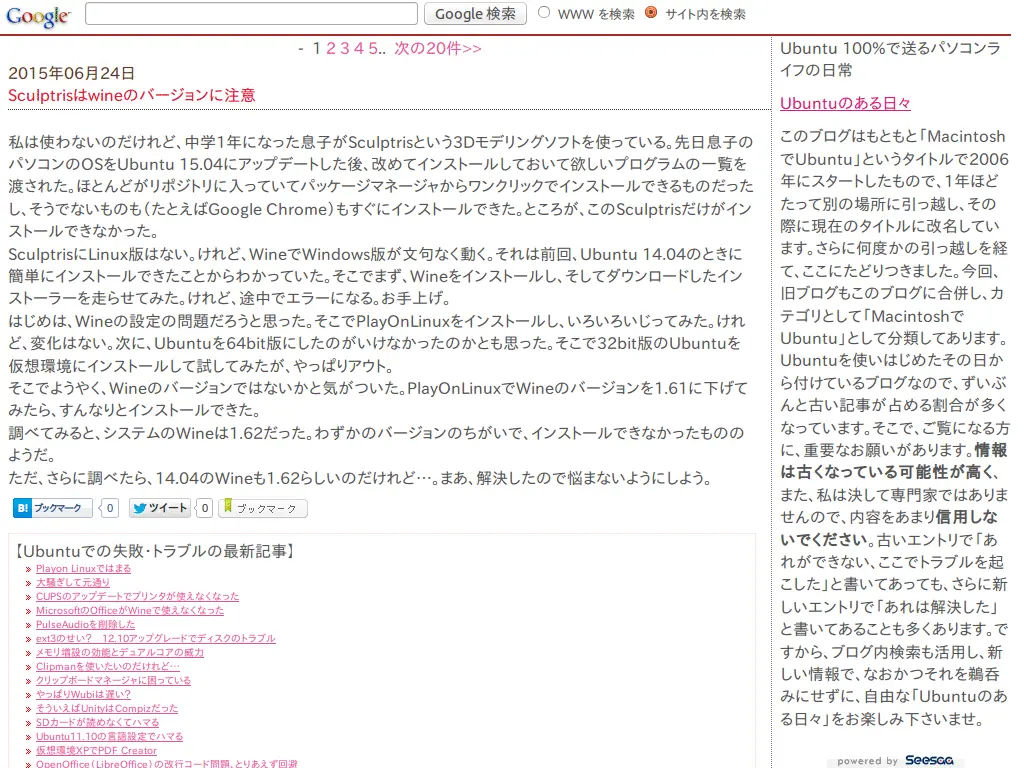 Google Google 検索 WWW を検索 サイト内を検索
- 1 2 3 4 5.. 次の20件>>
2015年06月24日
Sculptrisはwineのバージョンに注意
私は使わないのだけれど、中学1年になった息子がSculptrisという3Dモデリングソフトを使っている。先日息子の
パソコンのOSをUbuntu 15.04にアップデートした後、改めてインストールしておいて欲しいプログラムの一覧を
渡された。ほとんどがリポジトリに入っていてパッケージマネージャからワンクリックでインストールできるものだった
し、そうでないものも（たとえばGoogle Chrome）もすぐにインストールできた。ところが、このSculptrisだけがイン
ストールできなかった。
SculptrisにLinux版はない。けれど、WineでWindows版が文句なく動く。それは前回、Ubuntu 14.04のときに
簡単にインストールできたことからわかっていた。そこでまず、Wineをインストールし、そしてダウンロードしたイン
ストーラーを走らせてみた。けれど、途中でエラーになる。お手上げ。
はじめは、Wineの設定の問題だろうと思った。そこでPlayOnLinuxをインストールし、いろいろいじってみた。けれ
ど、変化はない。次に、Ubuntuを64bit版にしたのがいけなかったのかとも思った。そこで32bit版のUbuntuを
仮想環境にインストールして試してみたが、やっぱりアウト。
そこでようやく、Wineのバージョンではないかと気がついた。PlayOnLinuxでWineのバージョンを1.61に下げて
みたら、すんなりとインストールできた。
調べてみると、システムのWineは1.62だった。わずかのバージョンのちがいで、インストールできなかったものの
ようだ。
ただ、さらに調べたら、14.04のWineも1.62らしいのだけれど…。まあ、解決したので悩まないようにしよう。
B! ブックマーク 0 ツイート 0 ブックマーク
【Ubuntuでの失敗・トラブルの最新記事】
» Playon Linuxではまる
» 大騒ぎして元通り
» CUPSのアップデートでプリンタが使えなくなった
» MicrosoftのOfficeがWineで使えなくなった
» PulseAudioを削除した
» ext3のせい？ 12.10アップグレードでディスクのトラブル
» メモリ増設の効能とデュアルコアの威力
» Clipmanを使いたいのだけれど…
» クリップボードマネージャに困っている
» やっぱりWubiは遅い？
» そういえばUnityはCompizだった
» SDカードが読めなくてハマる
» Ubuntu11.10の言語設定でハマる
» 仮想環境XPでPDF Creator
» OpenOffice（LibreOffice）の改行コード問題、とりあえず回避
Ubuntu 100%で送るパソコンラ
イフの日常
Ubuntuのある日々
このブログはもともと「Macintosh
でUbuntu」というタイトルで2006
年にスタートしたもので、1年ほど
たって別の場所に引っ越し、その
際に現在のタイトルに改名してい
ます。さらに何度かの引っ越しを経
て、ここにたどりつきました。今回、
旧ブログもこのブログに合併し、カ
テゴリとして「Macintoshで
Ubuntu」として分類してあります。
Ubuntuを使いはじめたその日か
ら付けているブログなので、ずいぶ
んと古い記事が占める割合が多く
なっています。そこで、ご覧になる方
に、重要なお願いがあります。情報
は古くなっている可能性が高く、
また、私は決して専門家ではありま
せんので、内容をあまり信用しな
いでください。古いエントリで「あ
れができない、ここでトラブルを起
こした」と書いてあっても、さらに新
しいエントリで「あれは解決した」
と書いてあることも多くあります。で
すから、ブログ内検索も活用し、新
しい情報で、なおかつそれを鵜呑
みにせずに、自由な「Ubuntuのあ
る日々」をお楽しみ下さいませ。
powered by Seesaa